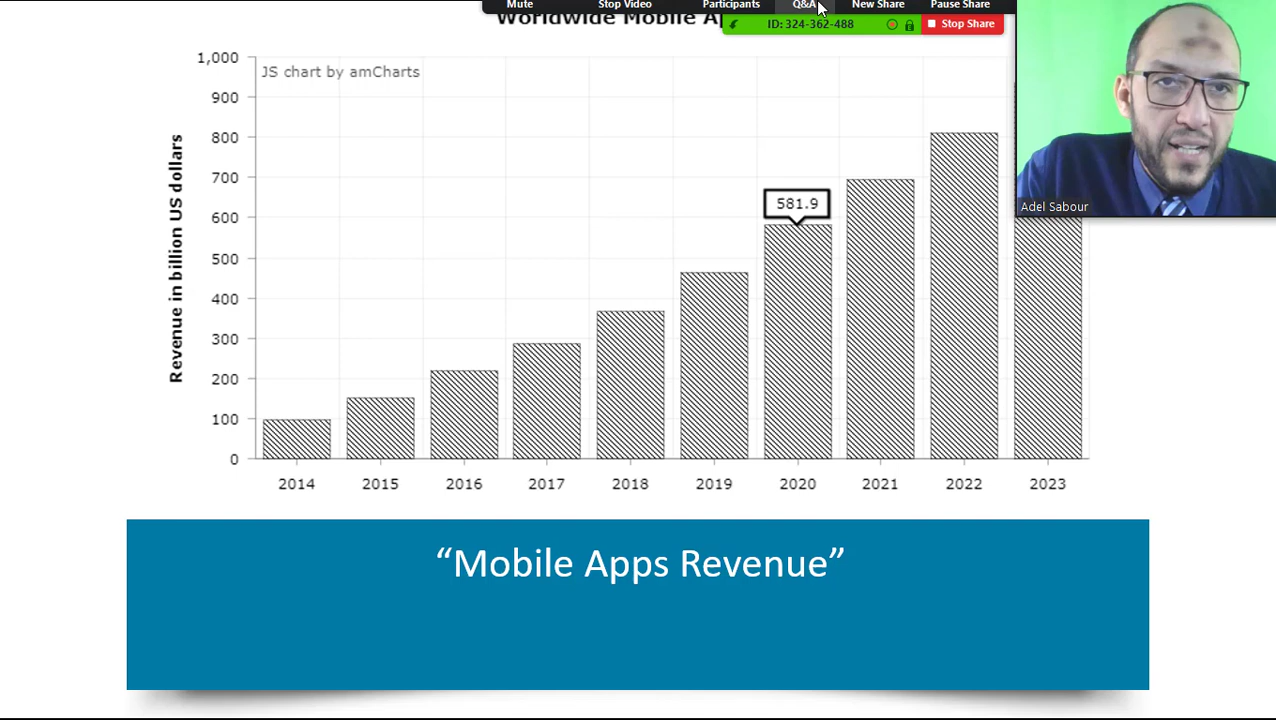 Mute Stop Video Participants Q&A New Share Pause Share
Worldwide Mobile
ID: 324-362-488 Stop Share
JS chart by amCharts
Revenue in billion US dollars
1,000
900
800
700
600
500
400
300
200
100
0
581.9
2014 2015 2016 2017 2018 2019 2020 2021 2022 2023
Adel Sabour
“Mobile Apps Revenue”